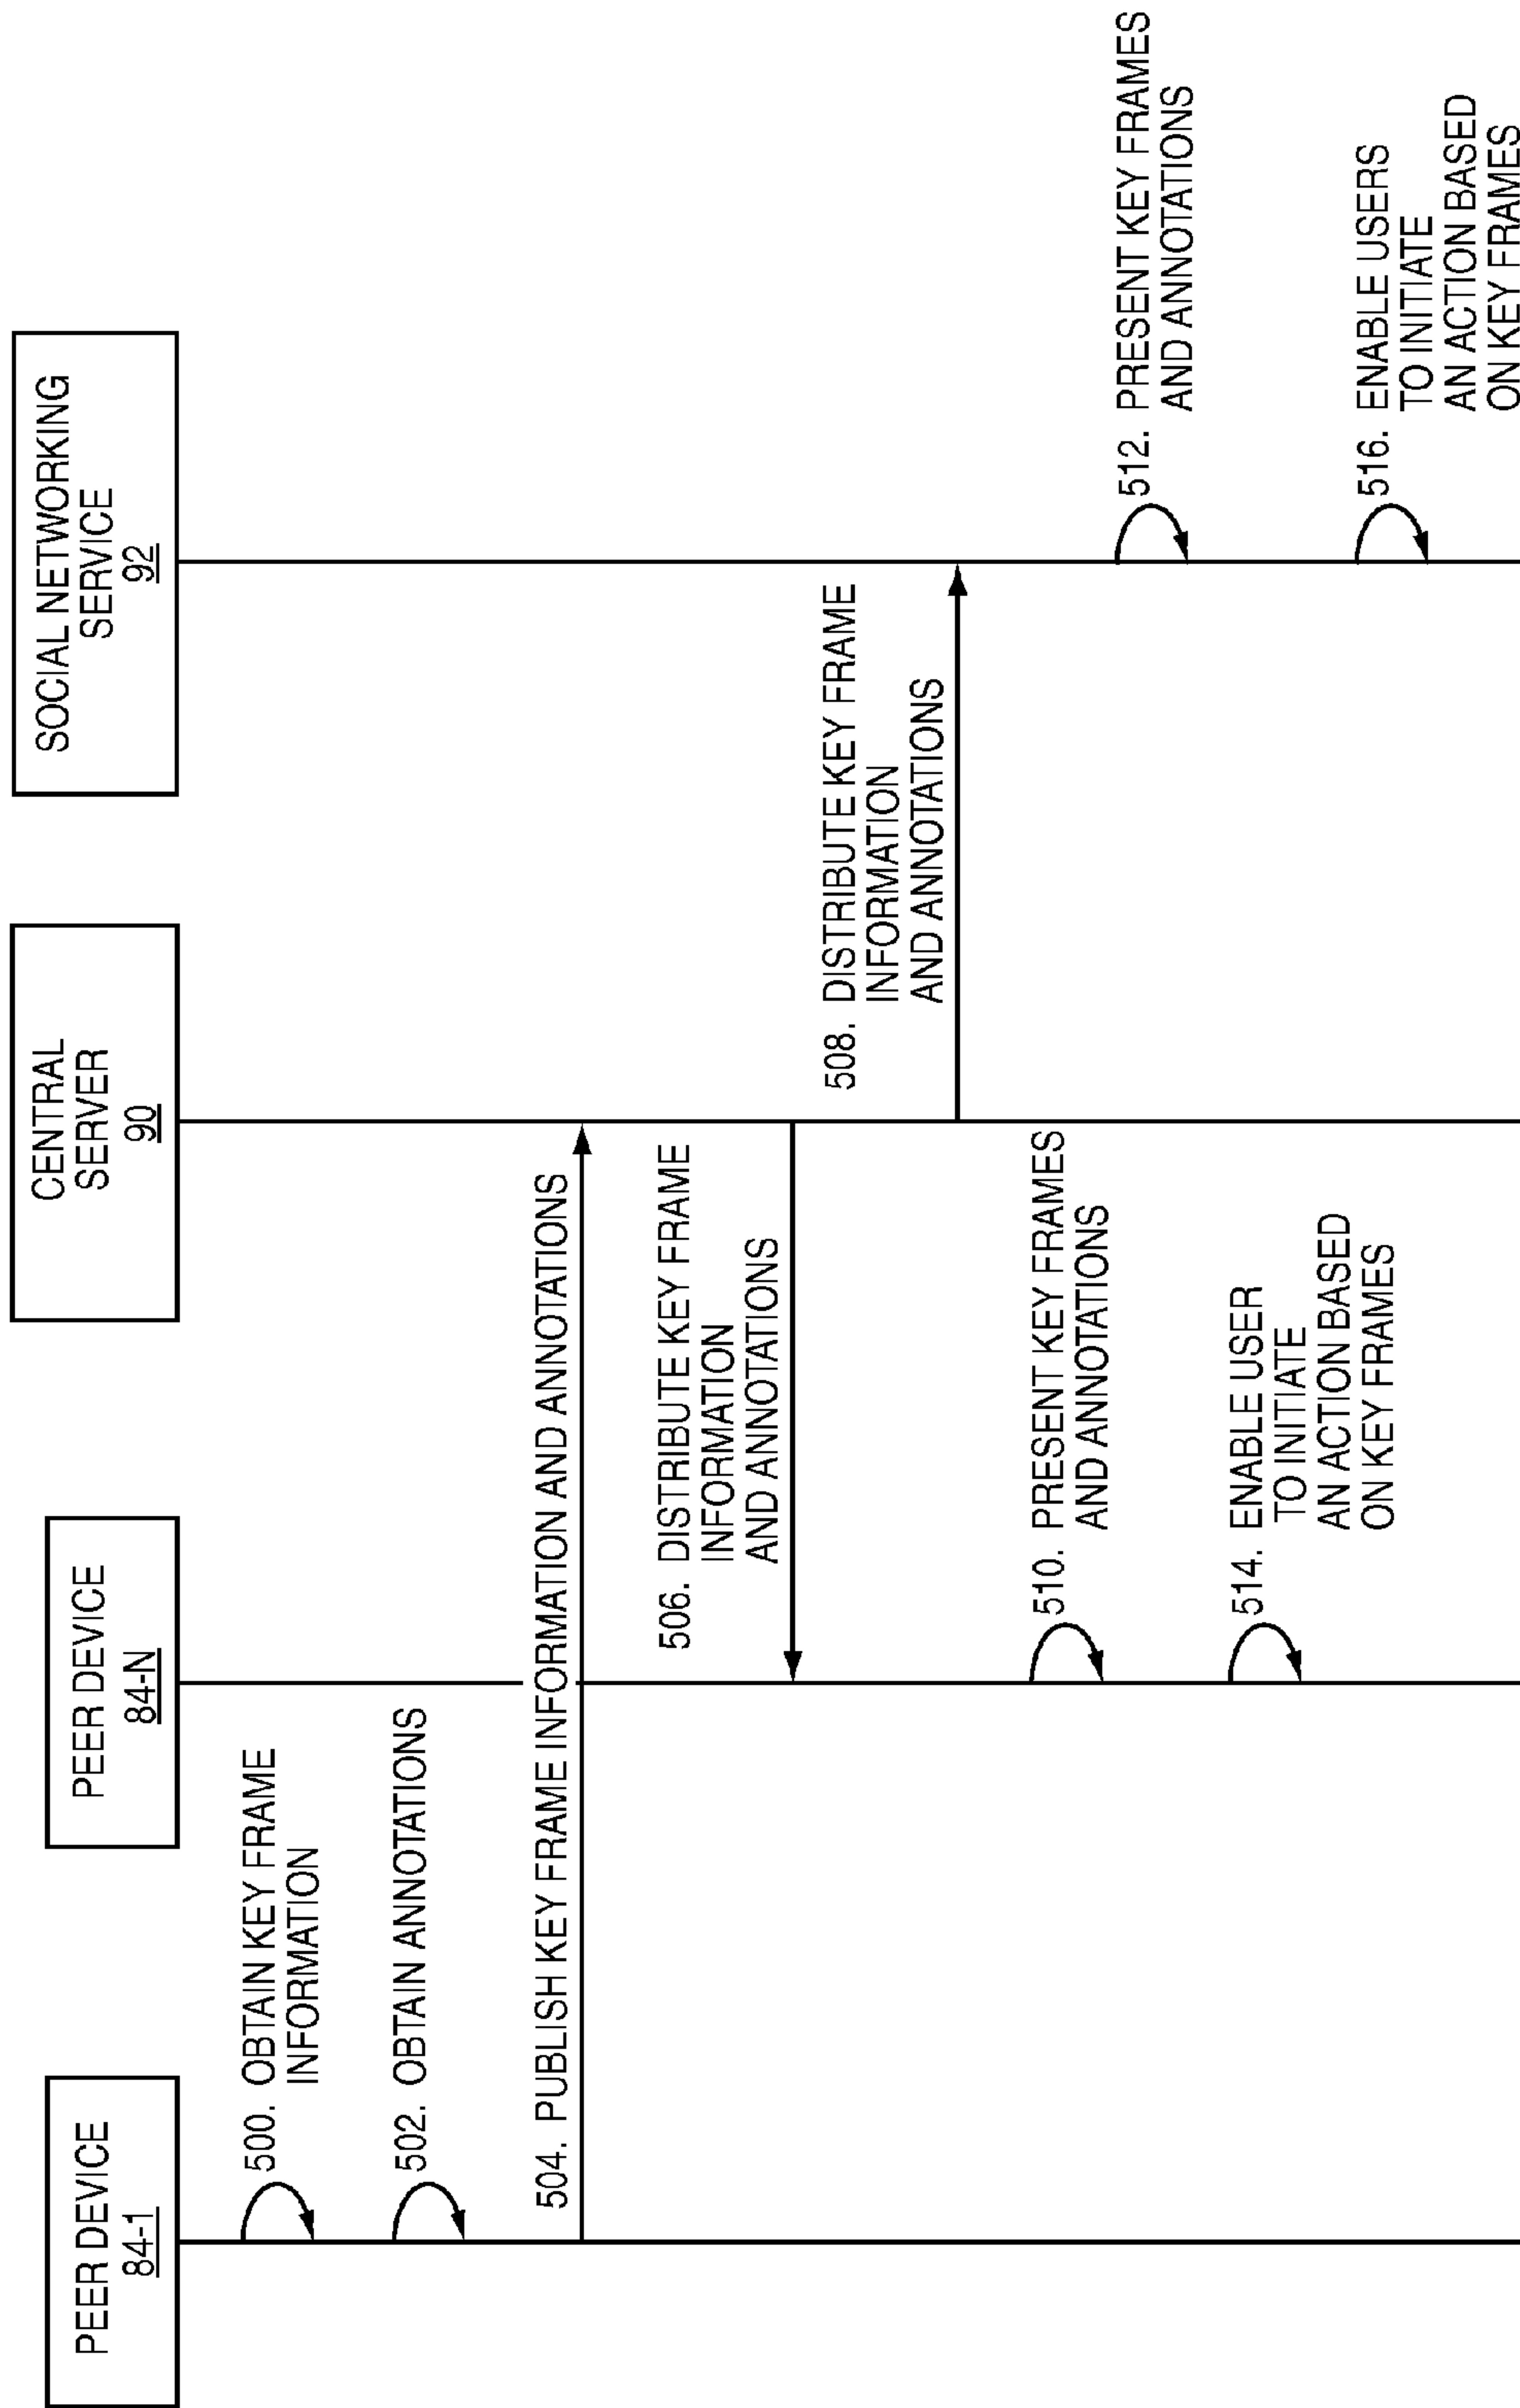 PEER DEVICE
84-1
PEER DEVICE
84-N
CENTRAL
SERVER
90
SOCIAL NETWORKING
SERVICE
92
500. OBTAIN KEY FRAME
INFORMATION
502. OBTAIN ANNOTATIONS
504. PUBLISH KEY FRAME INFORMATION AND ANNOTATIONS
506. DISTRIBUTE KEY FRAME
INFORMATION
AND ANNOTATIONS
508. DISTRIBUTE KEY FRAME
INFORMATION
AND ANNOTATIONS
510. PRESENT KEY FRAMES
AND ANNOTATIONS
512. PRESENT KEY FRAMES
AND ANNOTATIONS
514. ENABLE USER
TO INITIATE
AN ACTION BASED
ON KEY FRAMES
516. ENABLE USERS
TO INITIATE
AN ACTION BASED
ON KEY FRAMES